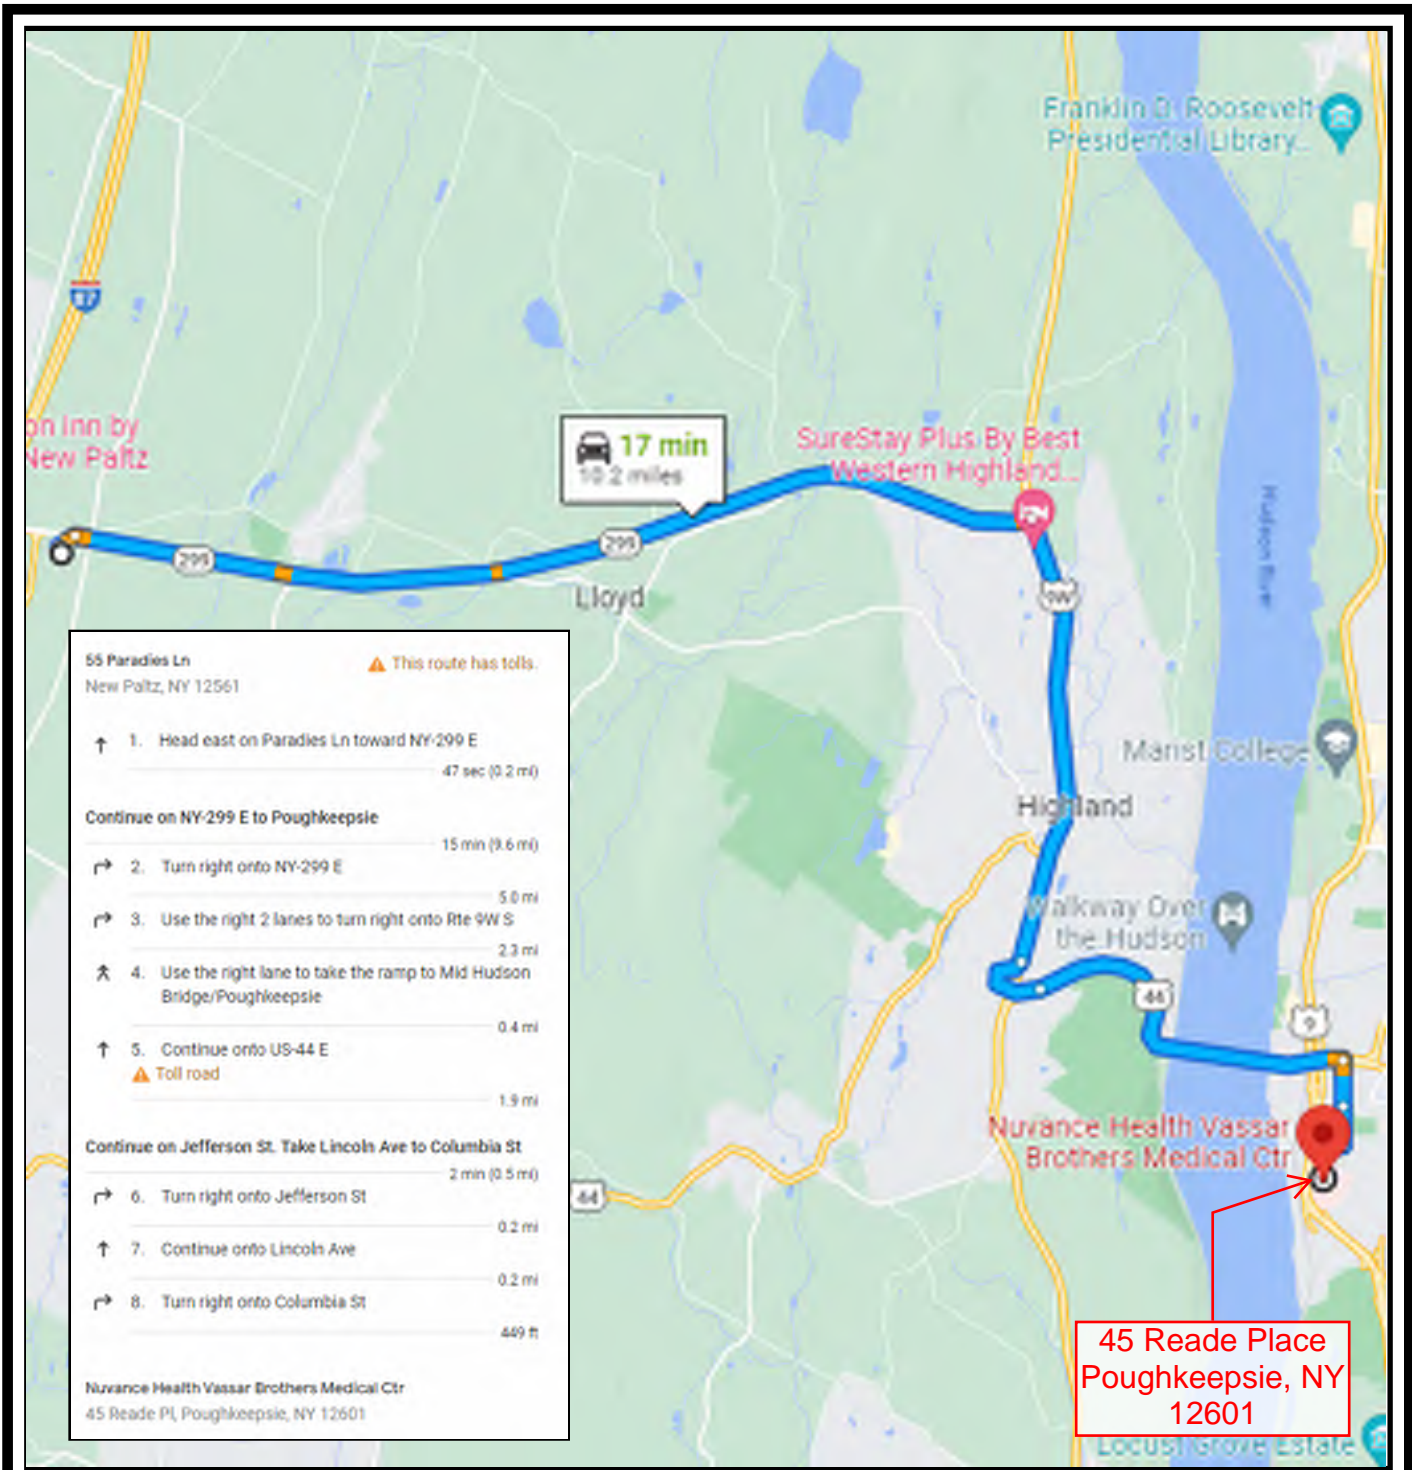 Franklin D. Roosevelt
Presidential Library...
87
on Inn by
New Paltz
17 min
10.2 miles
SureStay Plus By Best
Western Highland...
299
299
9W
Lloyd
Hudson River
Marist College
Highland
Walkway Over
the Hudson
44
9
Nuvance Health Vassar
Brothers Medical Ctr
44
45 Reade Place
Poughkeepsie, NY
12601
Locust Grove Estate
55 Paradies Ln
This route has tolls.
New Paltz, NY 12561
1. Head east on Paradies Ln toward NY-299 E
47 sec (0.2 mi)
Continue on NY-299 E to Poughkeepsie
15 min (9.6 mi)
2. Turn right onto NY-299 E
5.0 mi
3. Use the right 2 lanes to turn right onto Rte 9W S
2.3 mi
4. Use the right lane to take the ramp to Mid Hudson
Bridge/Poughkeepsie
0.4 mi
5. Continue onto US-44 E
Toll road
1.9 mi
Continue on Jefferson St. Take Lincoln Ave to Columbia St
2 min (0.5 mi)
6. Turn right onto Jefferson St
0.2 mi
7. Continue onto Lincoln Ave
0.2 mi
8. Turn right onto Columbia St
449 ft
Nuvance Health Vassar Brothers Medical Ctr
45 Reade Pl, Poughkeepsie, NY 12601